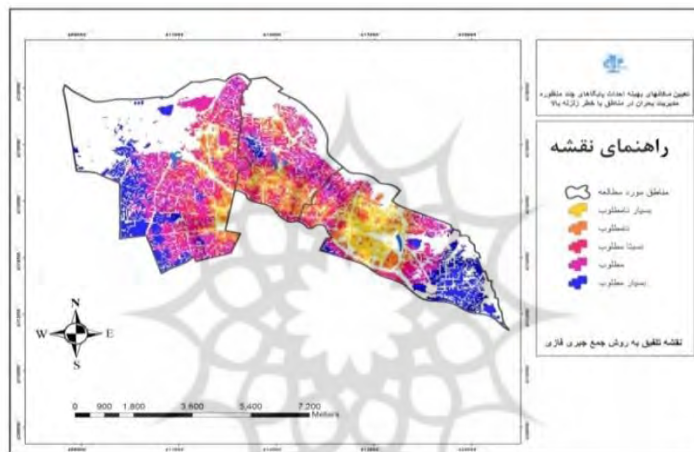 تعیین مکانهای بهینه احداث پایگاهای چند منظوره
مدیریت بحران در مناطق با خطر زلزله بالا
راهنمای نقشه
مناطق مورد مطالعه
بسیار نامطلوب
نامطلوب
نسبتا مطلوب
مطلوب
بسیار مطلوب
نقشه تلفیق به روش جمع جبری فازی
N
W E
S
0 900 1,800 3,600 5,400 7,200
Meters